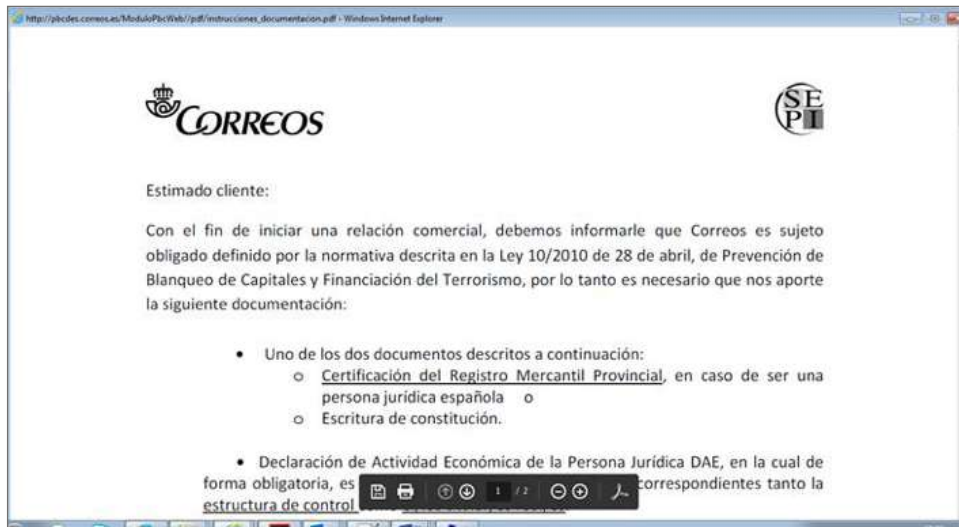 http://pbcdes.correos.es/ModuloPbcWeb//pdf/instrucciones_documentacion.pdf - Windows Internet Explorer
CORREOS
SE
PI
Estimado cliente:
Con el fin de iniciar una relación comercial, debemos informarle que Correos es sujeto
obligado definido por la normativa descrita en la Ley 10/2010 de 28 de abril, de Prevención de
Blanqueo de Capitales y Financiación del Terrorismo, por lo tanto es necesario que nos aporte
la siguiente documentación:
• Uno de los dos documentos descritos a continuación:
o Certificación del Registro Mercantil Provincial, en caso de ser una
persona jurídica española o
o Escritura de constitución.
• Declaración de Actividad Económica de la Persona Jurídica DAE, en la cual de
forma obligatoria, es correspondientes tanto la
1 / 2
estructura de control